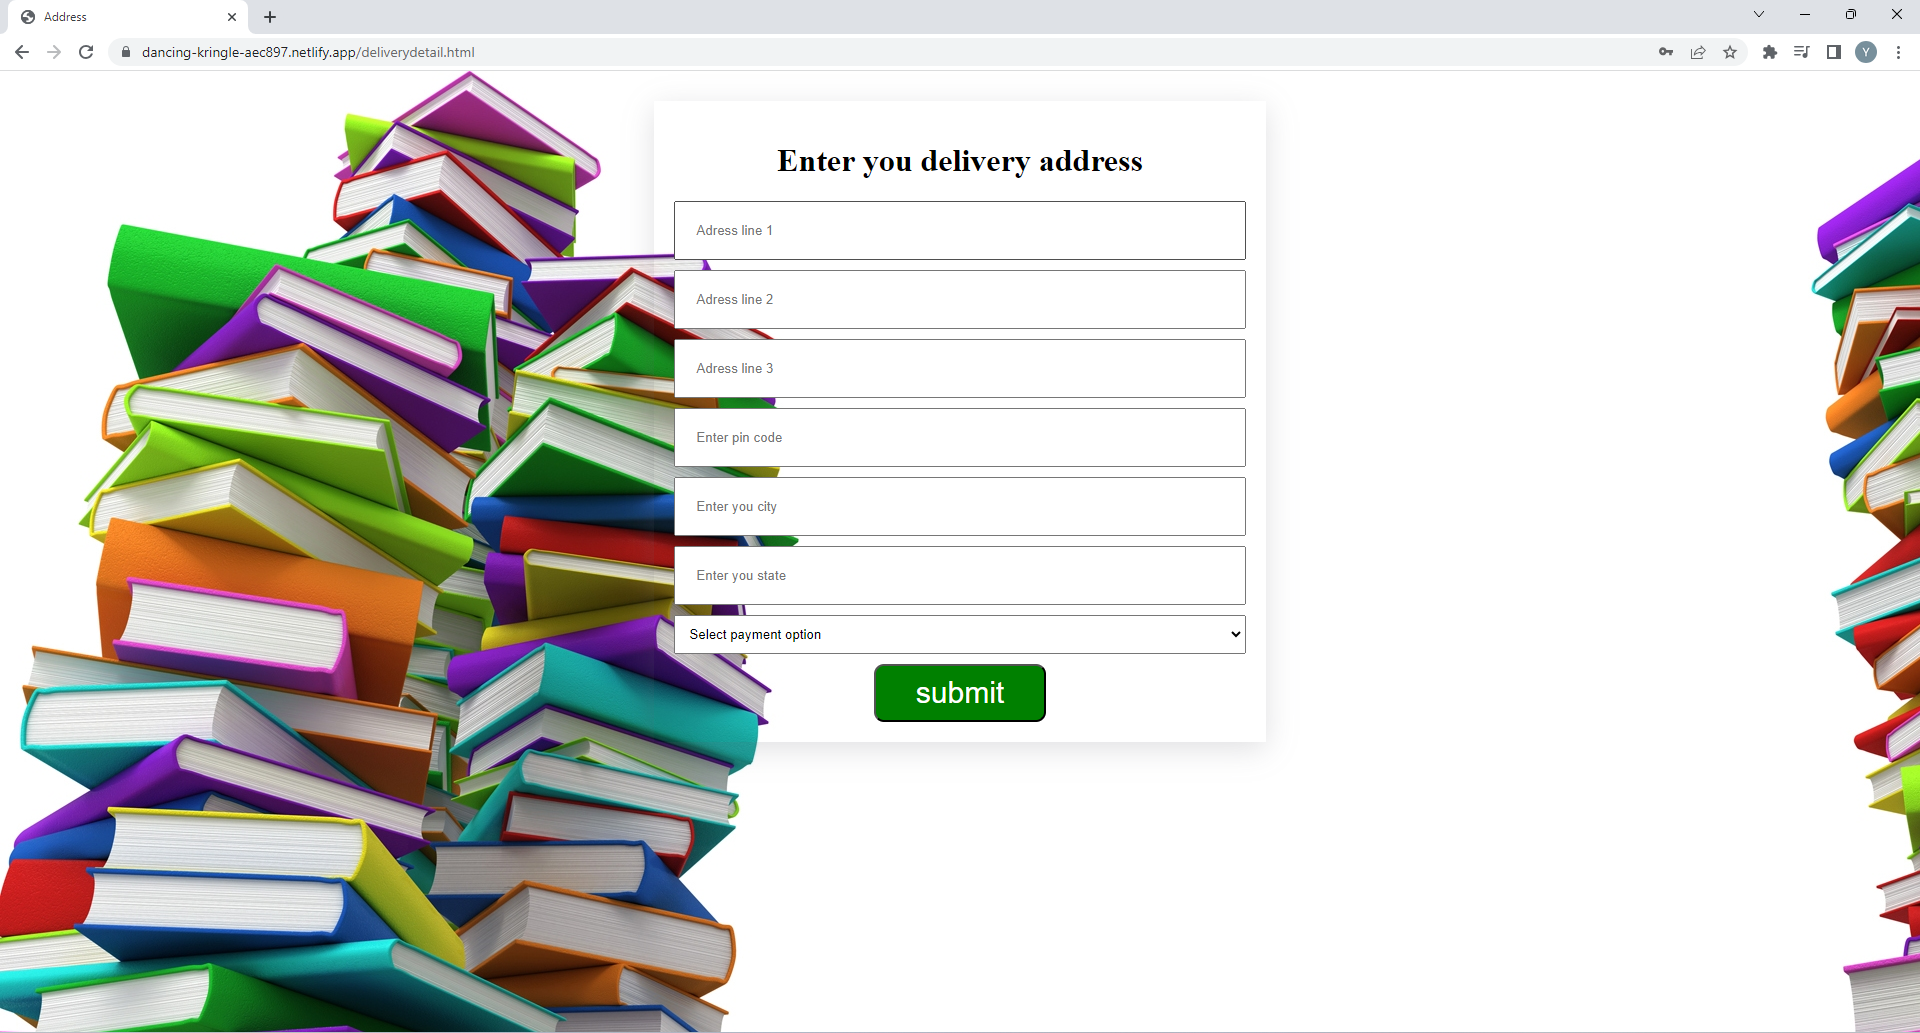 Address
dancing-kringle-aec897.netlify.app/deliverydetail.html
Y
Enter you delivery address
Adress line 1
Adress line 2
Adress line 3
Enter pin code
Enter you city
Enter you state
Select payment option
submit